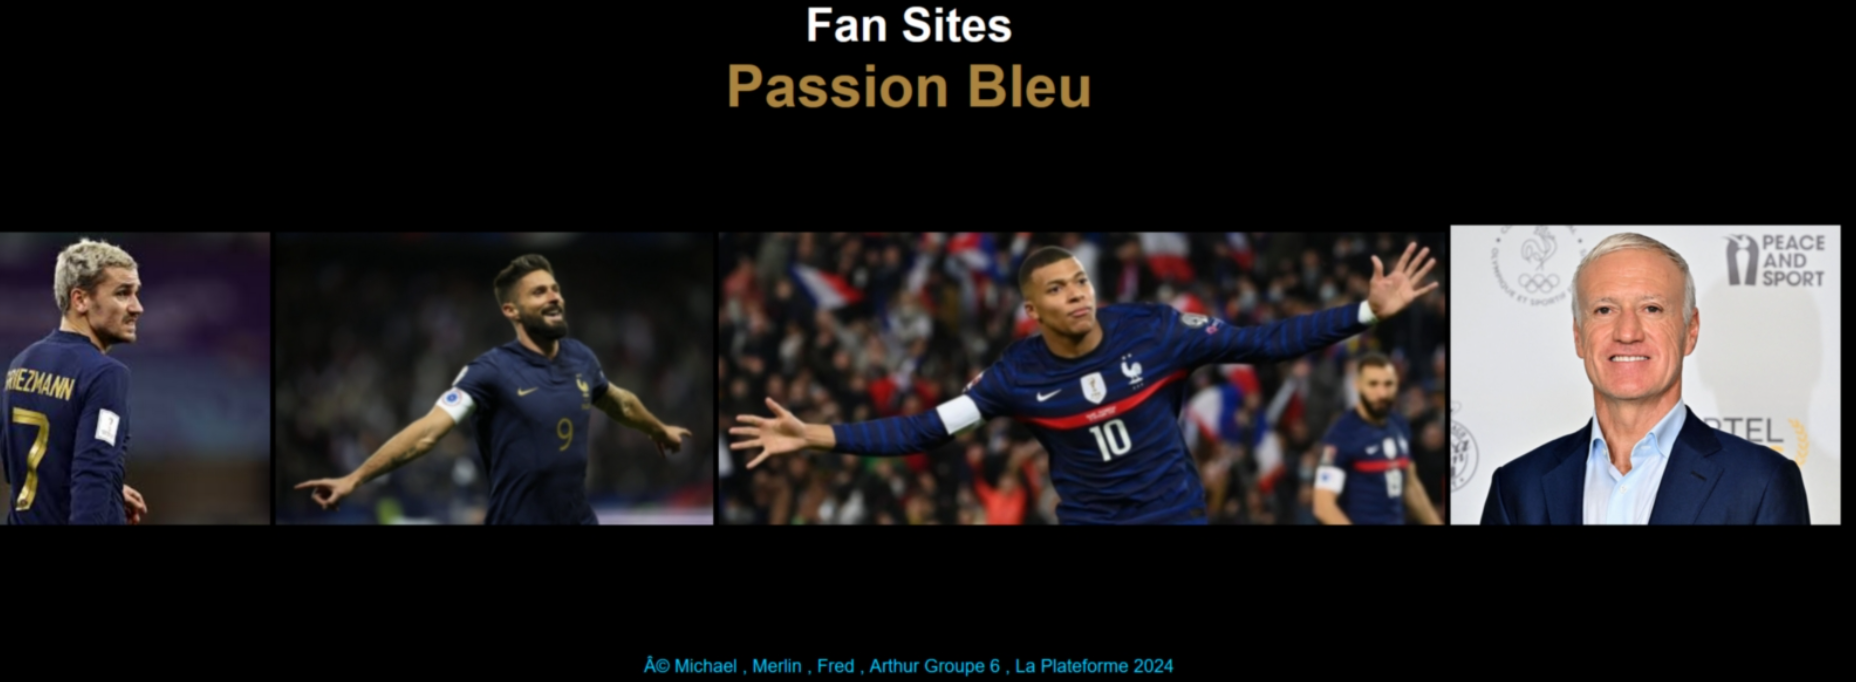 Fan Sites
Passion Bleu
RIEZMANN
7
9
10
PEACE
AND
SPORT
RTEL
Â© Michael , Merlin , Fred , Arthur Groupe 6 , La Plateforme 2024